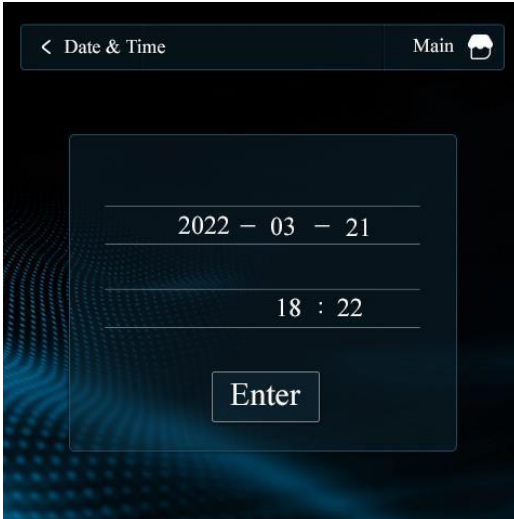 < Date & Time Main
2022 – 03 – 21
18 : 22
Enter